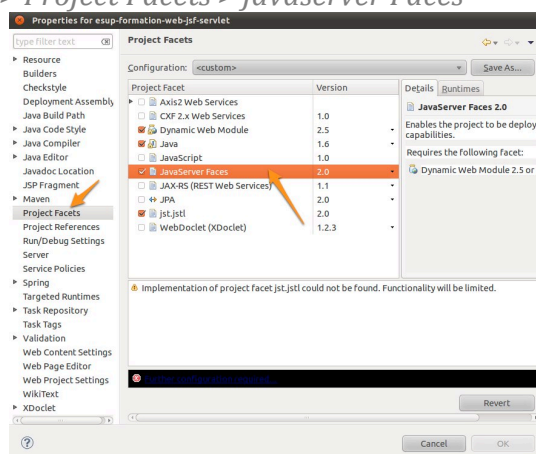 > Project Facets > JavaServer Faces
Properties for esup-formation-web-jsf-servlet
type filter text
Project Facets
Resource
Builders
Checkstyle
Deployment Assembly
Java Build Path
Java Code Style
Java Compiler
Java Editor
Javadoc Location
JSP Fragment
Maven
Project Facets
Project References
Run/Debug Settings
Server
Service Policies
Spring
Targeted Runtimes
Task Repository
Task Tags
Validation
Web Content Settings
Web Page Editor
Web Project Settings
WikiText
XDoclet
Configuration: <custom> Save As...
Project Facet Version
Axis2 Web Services
CXF 2.x Web Services 1.0
Dynamic Web Module 2.5
Java 1.6
JavaScript 1.0
JavaServer Faces 2.0
JAX-RS (REST Web Services) 1.1
JPA 2.0
jst.jstl 2.0
WebDoclet (XDoclet) 1.2.3
Details Runtimes
JavaServer Faces 2.0
Enables the project to be deploy
capabilities.
Requires the following facet:
Dynamic Web Module 2.5 or
Implementation of project facet jst.jstl could not be found. Functionality will be limited.
Further configuration required...
Revert
Cancel OK